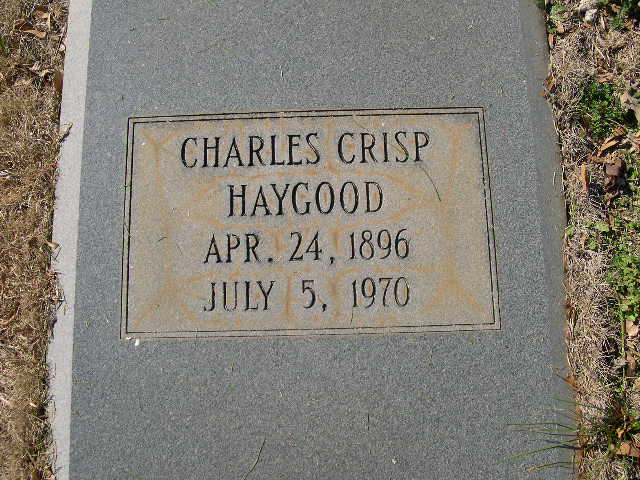 CHARLES CRISP
HAYGOOD
APR. 24, 1896
JULY 5, 1970